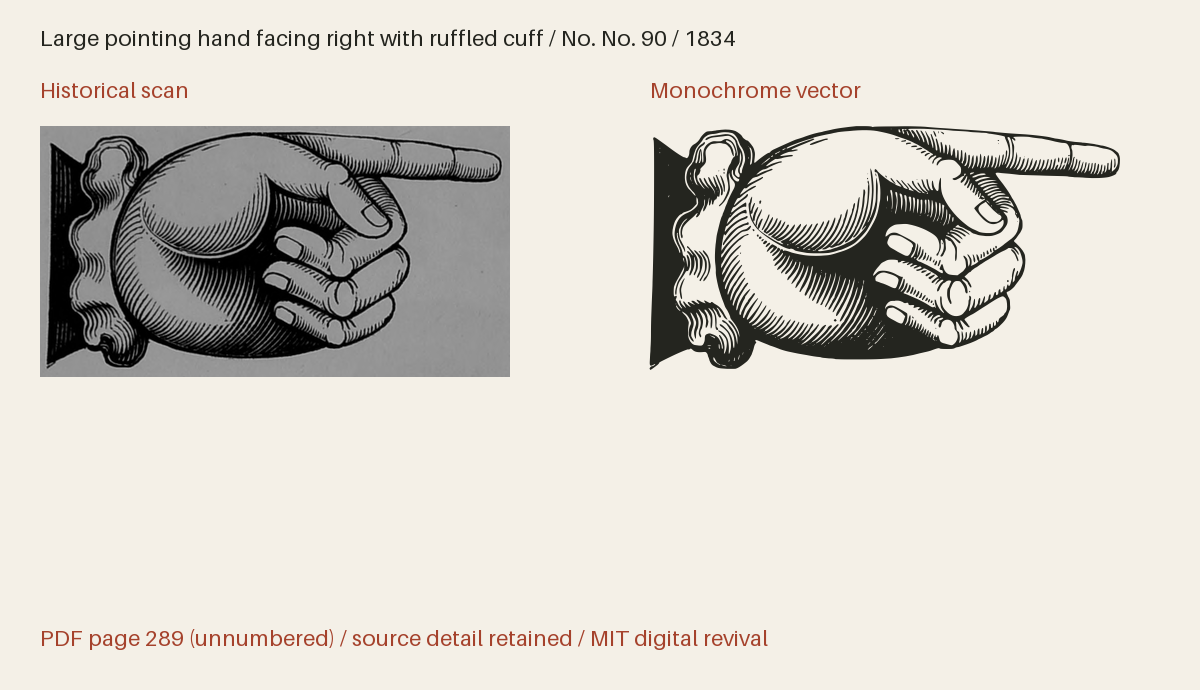 Large pointing hand facing right with ruffled cuff / No. No. 90 / 1834
Historical scan
Monochrome vector
PDF page 289 (unnumbered) / source detail retained / MIT digital revival